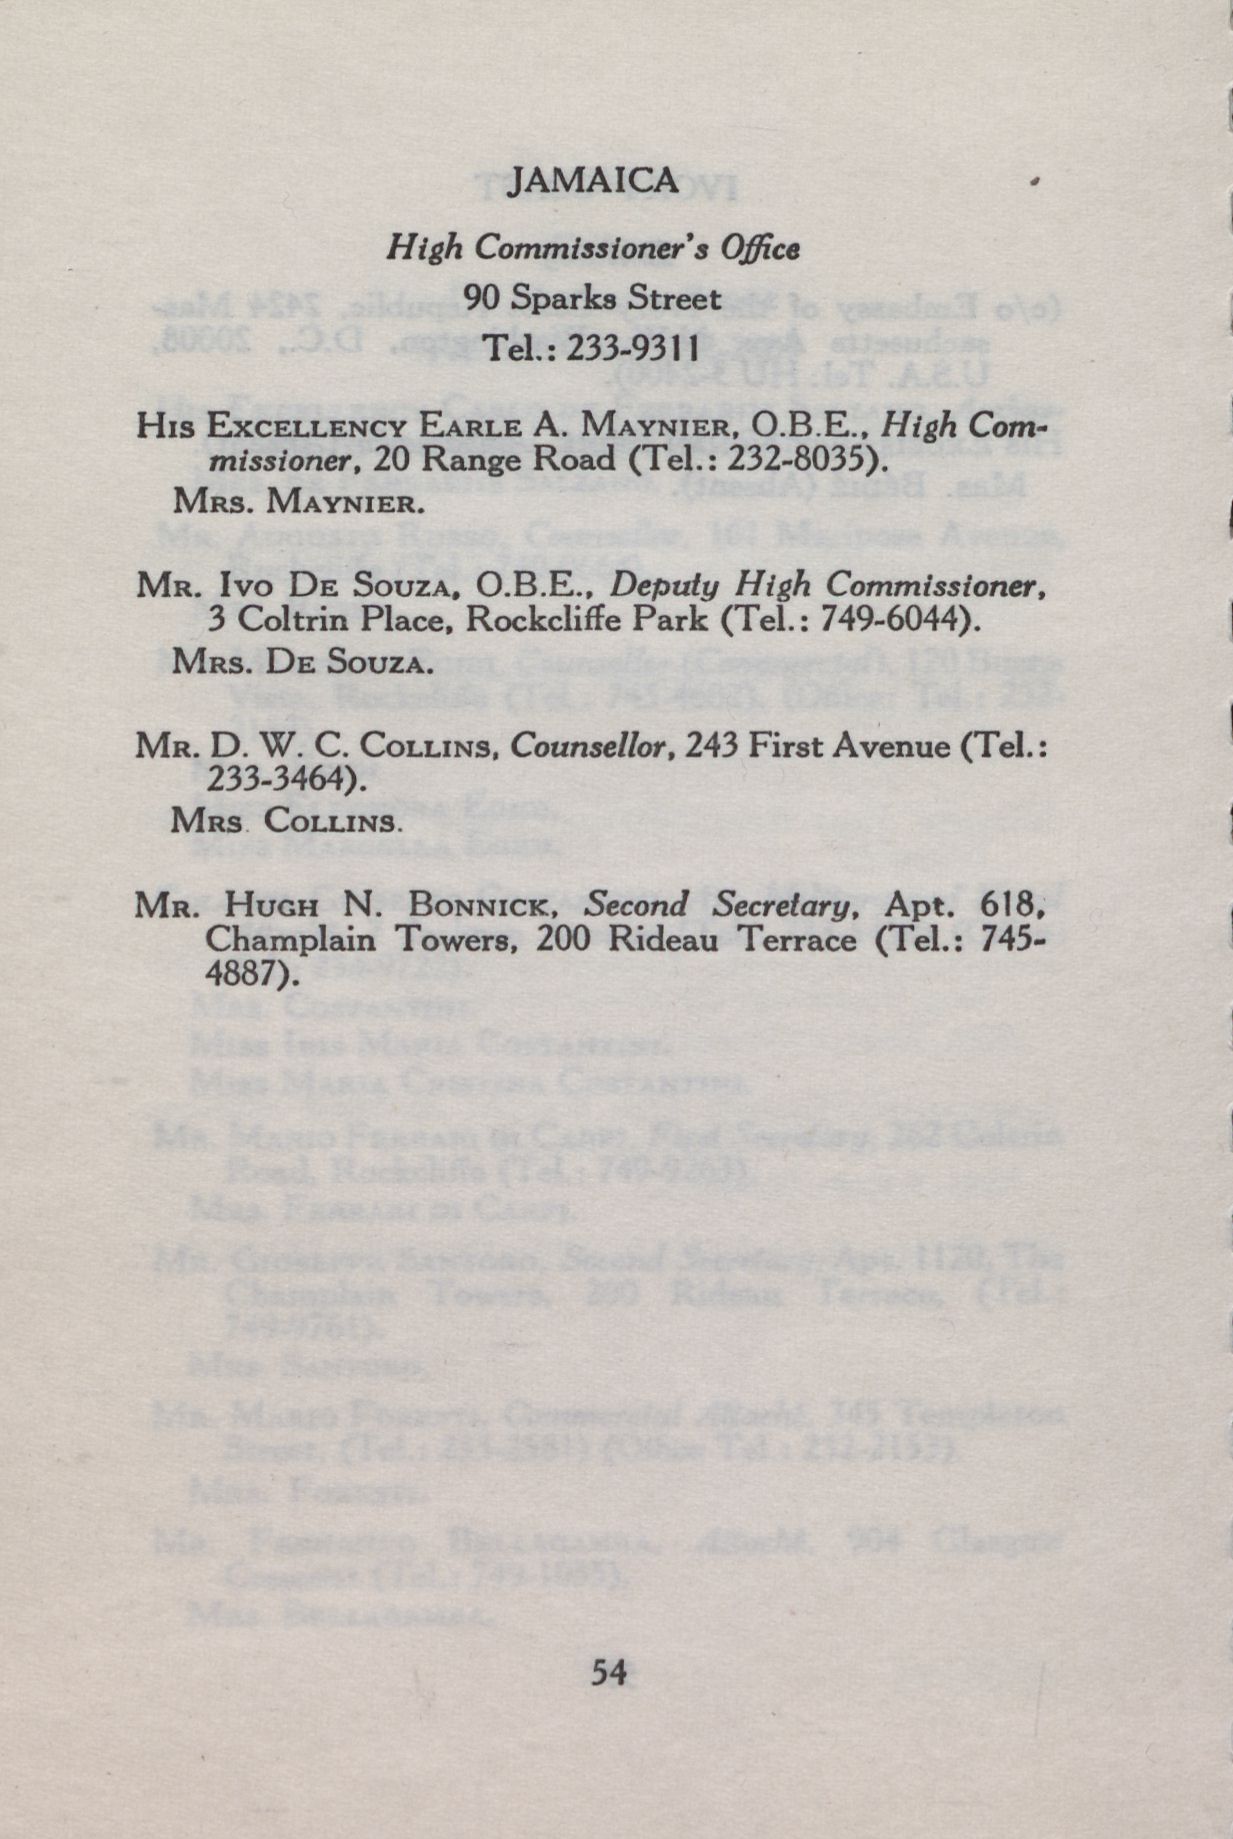 JAMAICA
High Commissioner's Office
90 Sparks Street
Tel.: 233-9311
HIS EXCELLENCY EARLE A. MAYNIER, O.B.E., High Com-
missioner, 20 Range Road (Tel.: 232-8035).
MRS. MAYNIER.
MR. IVO DE SOUZA, O.B.E., Deputy High Commissioner,
3 Coltrin Place, Rockcliffe Park (Tel.: 749-6044).
MRS. DE SOUZA.
MR. D. W. C. COLLINS, Counsellor, 243 First Avenue (Tel.:
233-3464).
MRS. COLLINS.
MR. HUGH N. BONNICK, Second Secretary, Apt. 618,
Champlain Towers, 200 Rideau Terrace (Tel.: 745-
4887).
54